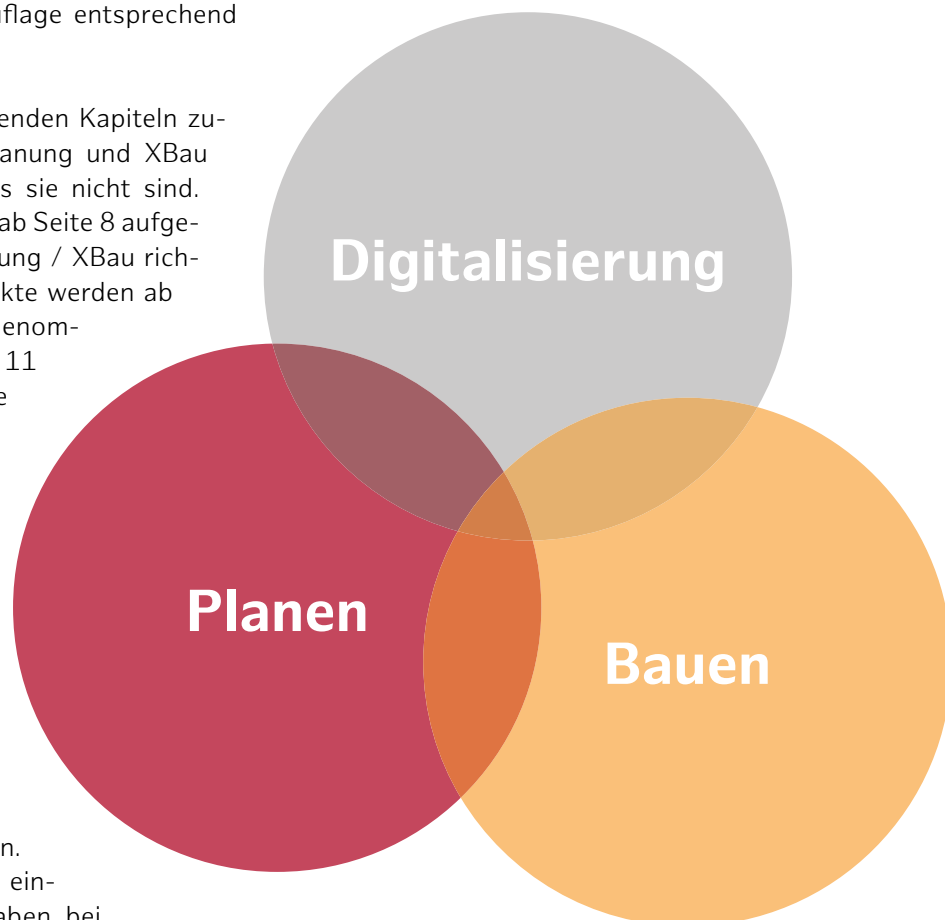 uflage entsprechend
enden Kapiteln zu-
anung und XBau
s sie nicht sind.
ab Seite 8 aufge-
ung / XBau rich-
kte werden ab
enom-
11
e
Digitalisierung
Planen
Bauen
n.
ein-
aben bei